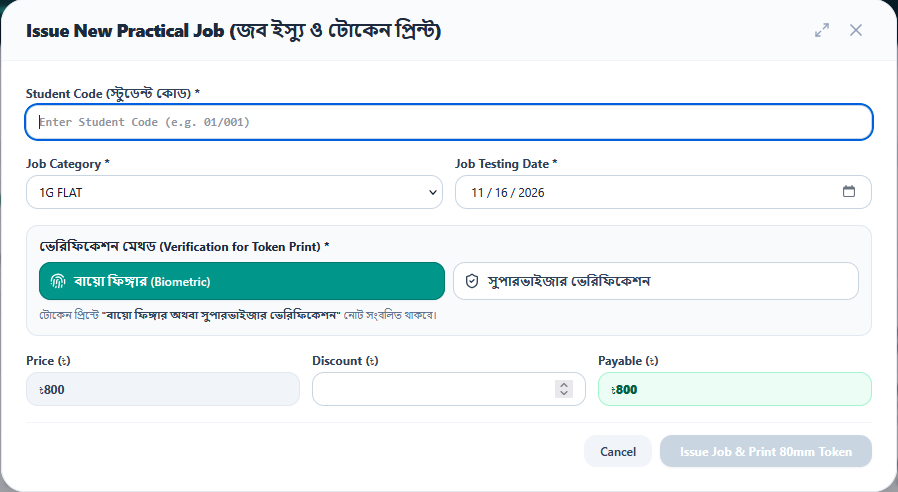 Issue New Practical Job (জব ইস্যু ও টোকেন প্রিন্ট)
Student Code (স্টুডেন্ট কোড) *
Enter Student Code (e.g. 01/001)
Job Category *
Job Testing Date *
1G FLAT
11 / 16 / 2026
ভেরিফিকেশন মেথড (Verification for Token Print) *
বায়ো ফিঙ্গার (Biometric)
সুপারভাইজার ভেরিফিকেশন
টোকেন প্রিন্টে "বায়ো ফিঙ্গার অথবা সুপারভাইজার ভেরিফিকেশন" নোট সংবলিত থাকবে।
Price (৳)
Discount (৳)
Payable (৳)
৳800
৳800
Cancel
Issue Job & Print 80mm Token